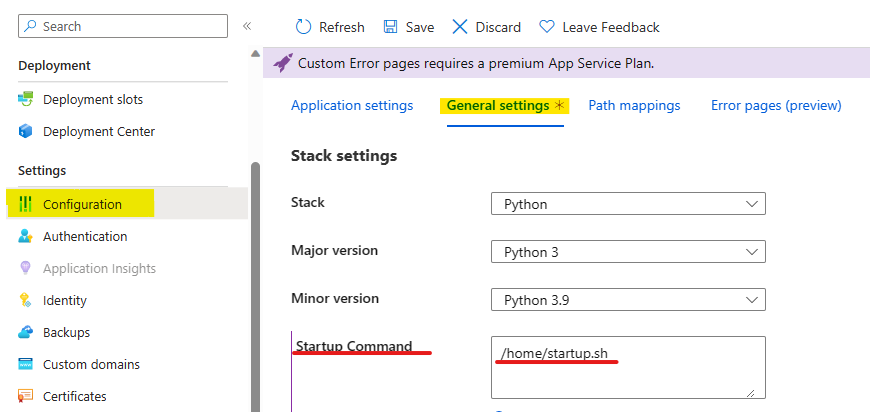 Search
«
Refresh
Save
Discard
Leave Feedback
Custom Error pages requires a premium App Service Plan.
Deployment
Deployment slots
Deployment Center
Settings
Configuration
Authentication
Application Insights
Identity
Backups
Custom domains
Certificates
Application settings
General settings *
Path mappings
Error pages (preview)
Stack settings
Stack
Python
Major version
Python 3
Minor version
Python 3.9
Startup Command
/home/startup.sh